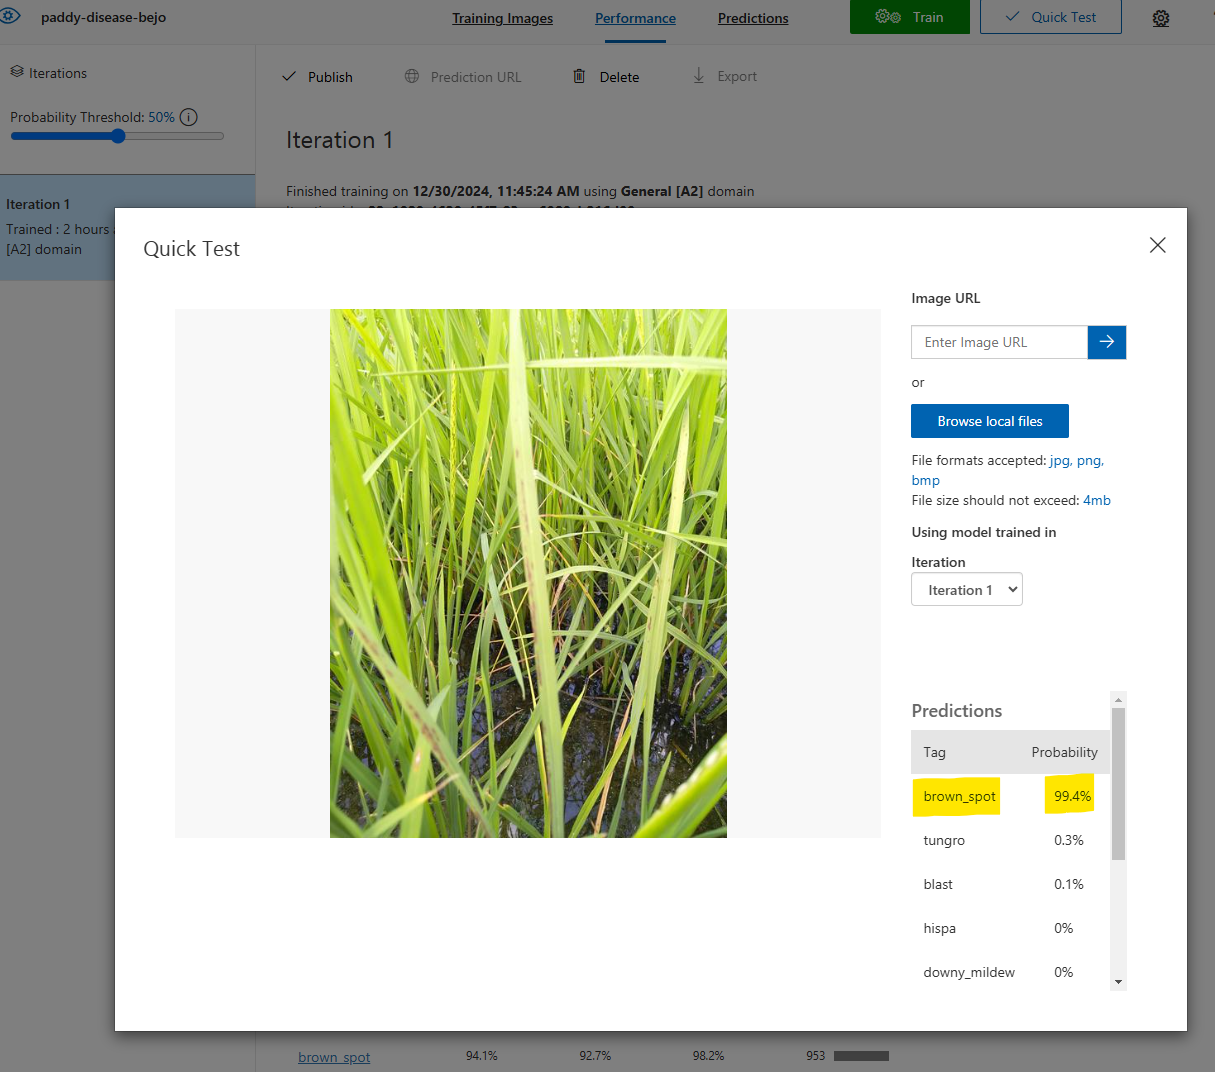 paddy-disease-bejo
Training Images
Performance
Predictions
Train
Quick Test
Iterations
Probability Threshold: 50% i
Iteration 1
Trained : 2 hours
[A2] domain
Publish
Prediction URL
Delete
Export
Iteration 1
Finished training on 12/30/2024, 11:45:24 AM using General [A2] domain
Quick Test
Image URL
Enter Image URL
or
Browse local files
File formats accepted: jpg, png,
bmp
File size should not exceed: 4mb
Using model trained in
Iteration
Iteration 1
Predictions
Tag Probability
brown_spot 99.4%
tungro 0.3%
blast 0.1%
hispa 0%
downy_mildew 0%
brown_spot 94.1% 92.7% 98.2% 953